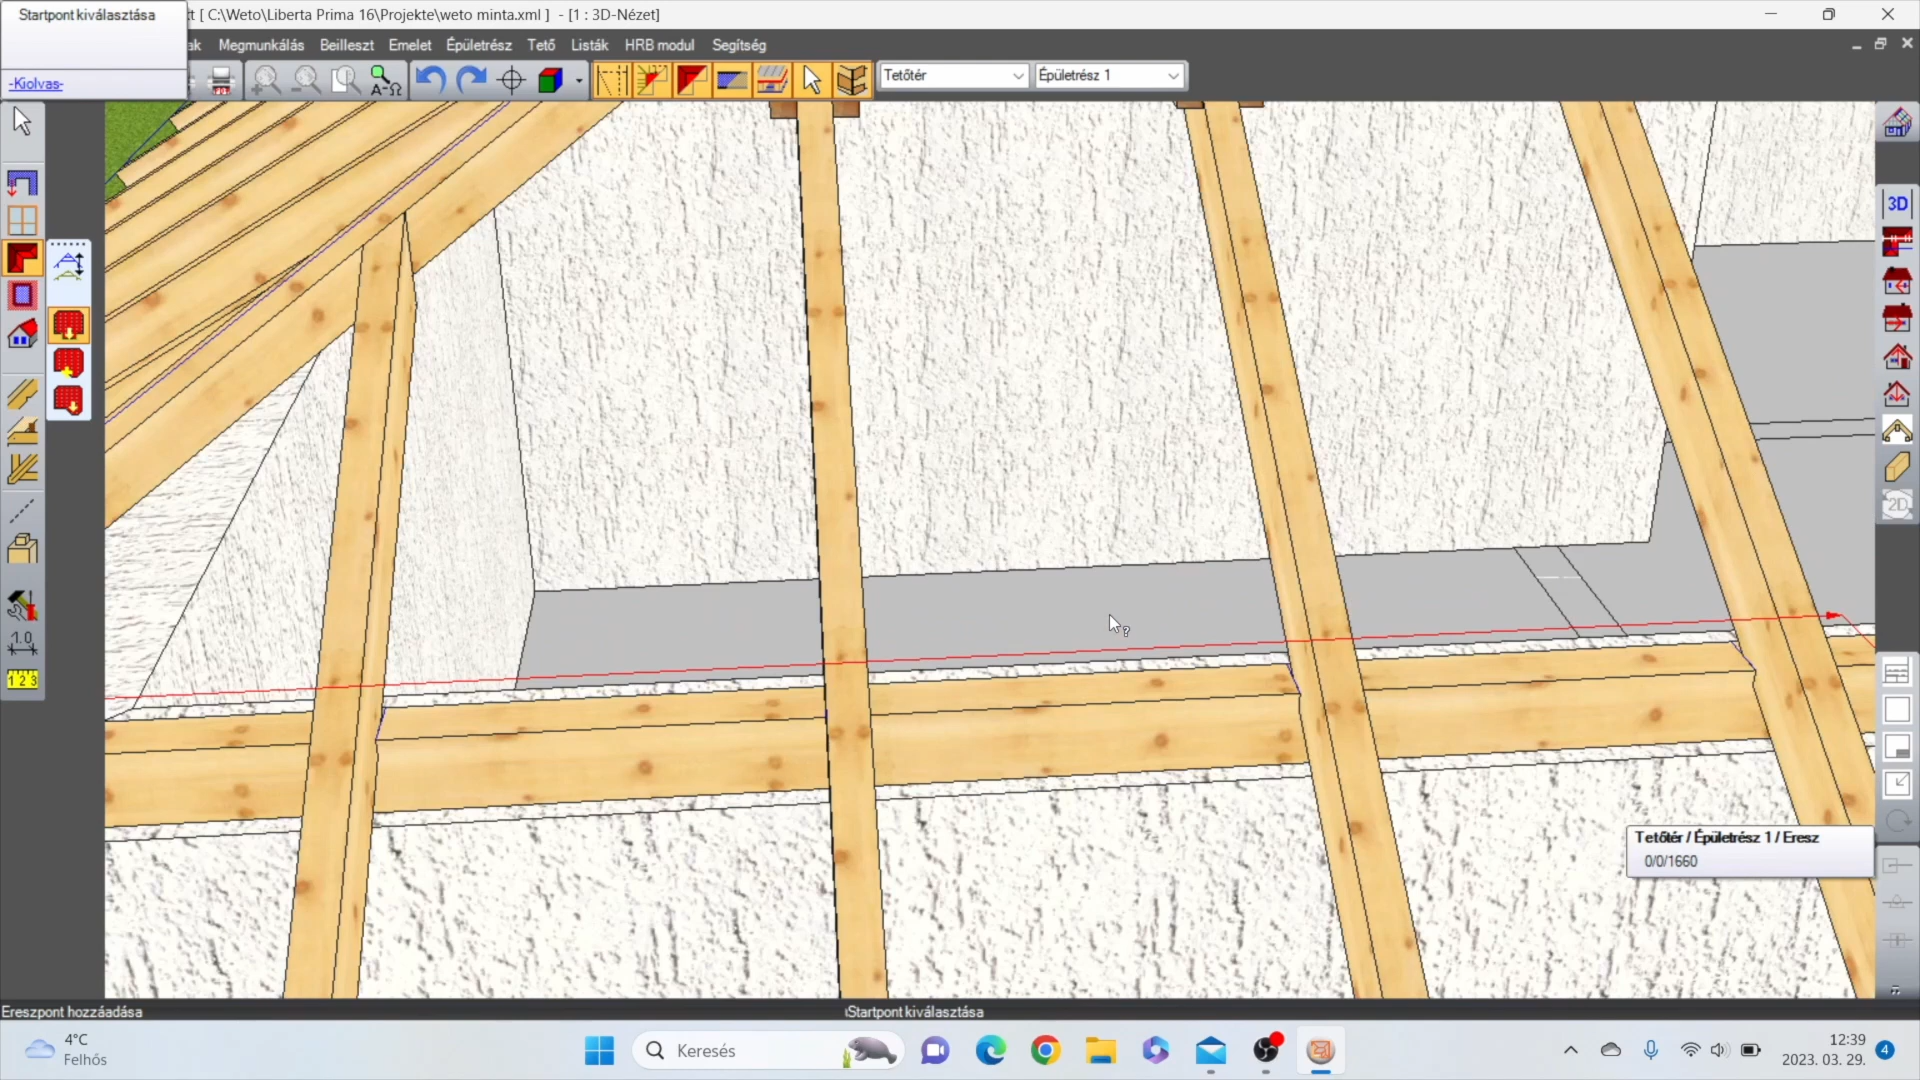 Startpont kiválasztása
-Kiolvas-
[ C:\Weto\Liberta Prima 16\Projekte\weto minta.xml ] - [1 : 3D-Nézet]
ak Megmunkálás Beilleszt Emelet Épületrész Tető Listák HRB modul Segítség
A-Ω
Tetőtér
Épületrész 1
3D
2D
1.0
1 2 3
Tetőtér / Épületrész 1 / Eresz
0/0/1660
Ereszpont hozzáadása
Startpont kiválasztása
4°C
Felhős
Keresés
12:39
2023. 03. 29.
4